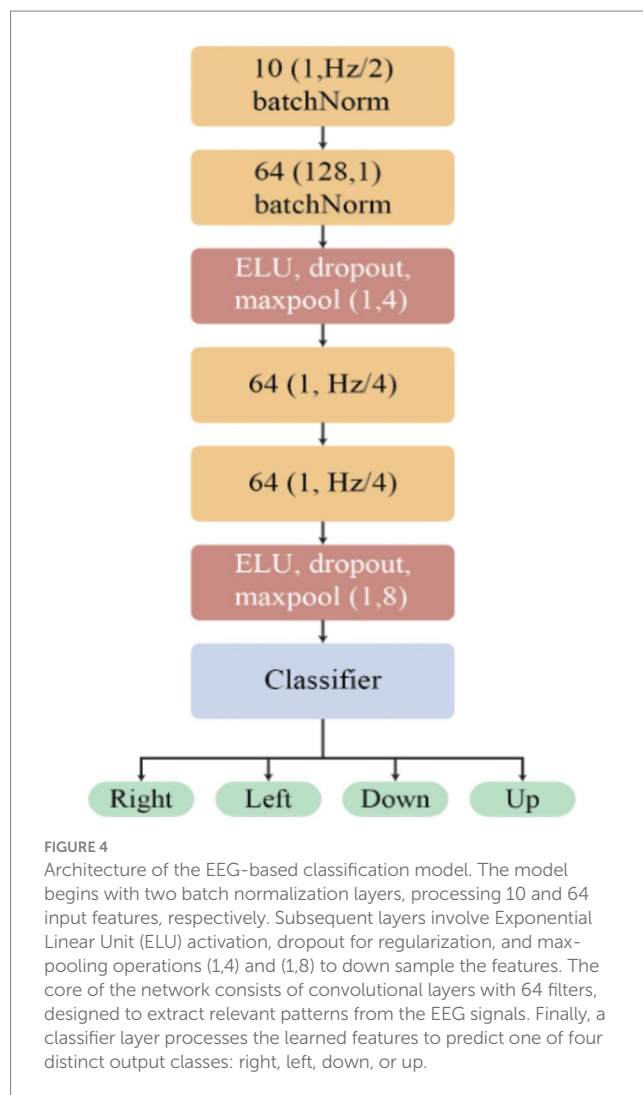 10 (1,Hz/2)
batchNorm
64 (128,1)
batchNorm
ELU, dropout,
maxpool (1,4)
64 (1, Hz/4)
64 (1, Hz/4)
ELU, dropout,
maxpool (1,8)
Classifier
Right Left Down Up
FIGURE 4
Architecture of the EEG-based classification model. The model
begins with two batch normalization layers, processing 10 and 64
input features, respectively. Subsequent layers involve Exponential
Linear Unit (ELU) activation, dropout for regularization, and max-
pooling operations (1,4) and (1,8) to down sample the features. The
core of the network consists of convolutional layers with 64 filters,
designed to extract relevant patterns from the EEG signals. Finally, a
classifier layer processes the learned features to predict one of four
distinct output classes: right, left, down, or up.